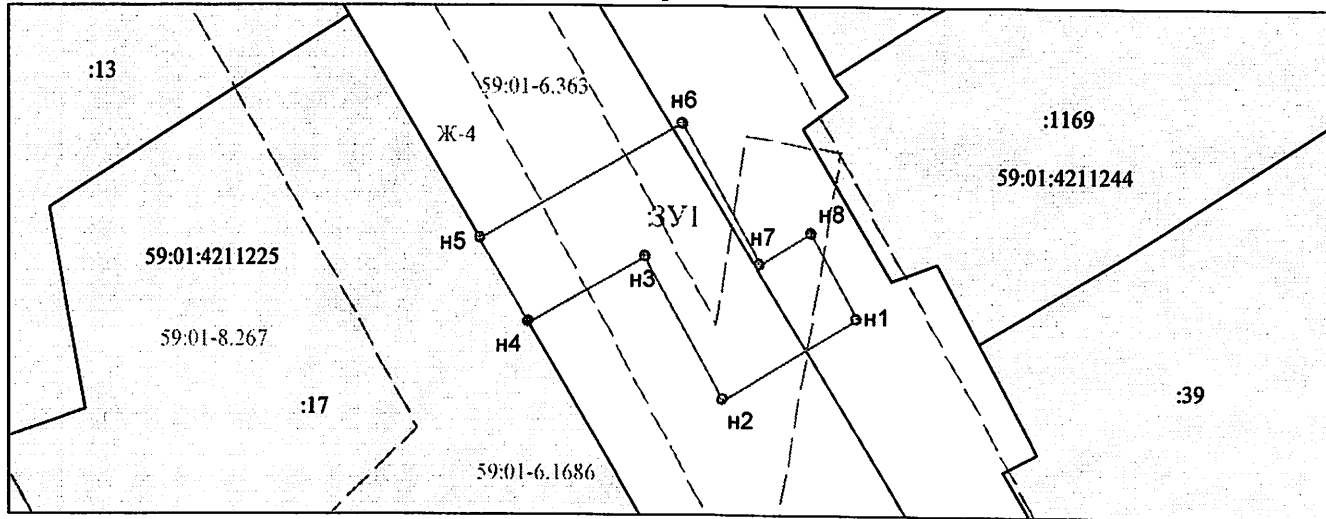 :13
59:01-6.363
н6
:1169
Ж-4
59:01:4211244
ЗУ1
н8
н5
н7
59:01:4211225
н3
н4
н1
59:01-8.267
:17
н2
:39
59:01-6.1686